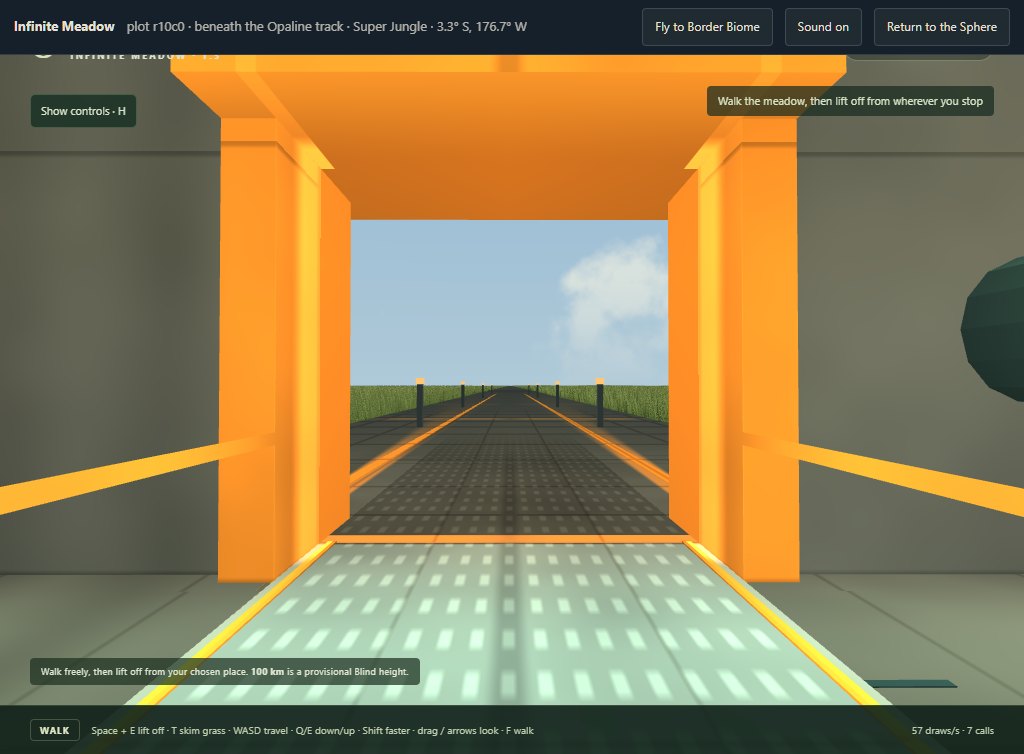 Infinite Meadow plot r10c0 · beneath the Opaline track · Super Jungle · 3.3° S, 176.7° W
Fly to Border Biome
Sound on
Return to the Sphere
Show controls · H
Walk the meadow, then lift off from wherever you stop
Walk freely, then lift off from your chosen place. 100 km is a provisional Blind height.
WALK Space + E lift off · T skim grass · WASD travel · Q/E down/up · Shift faster · drag / arrows look · F walk
57 draws/s · 7 calls